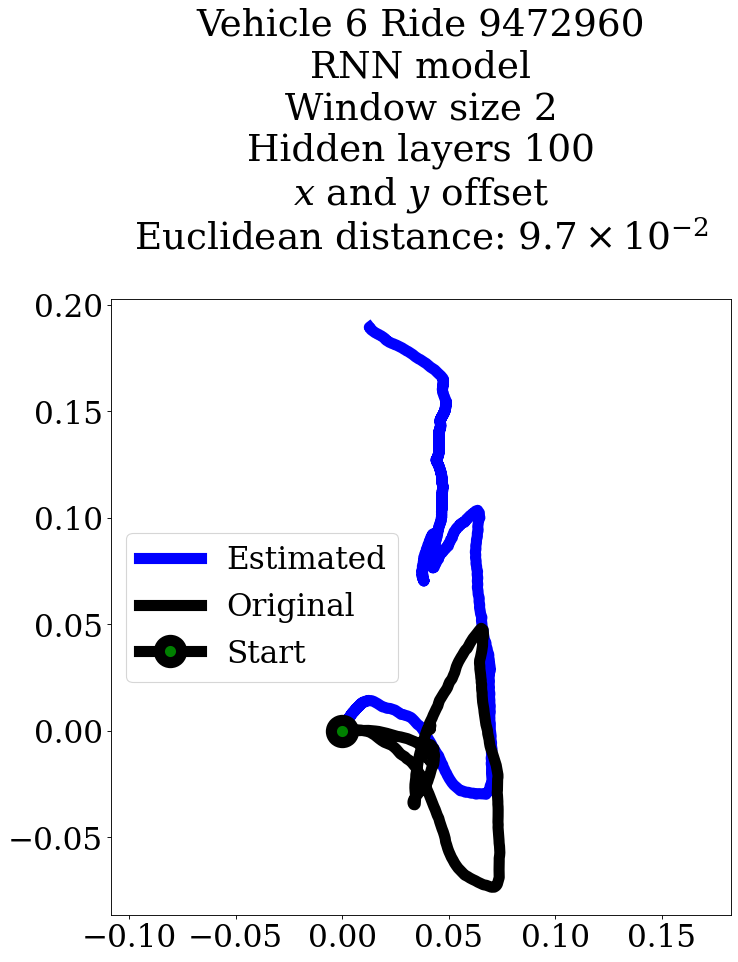 Vehicle 6 Ride 9472960
RNN model
Window size 2
Hidden layers 100
x and y offset
Euclidean distance: 9.7 × 10⁻²
0.20
0.15
0.10
0.05
0.00
−0.05
Estimated
Original
Start
−0.10 −0.05 0.00 0.05 0.10 0.15